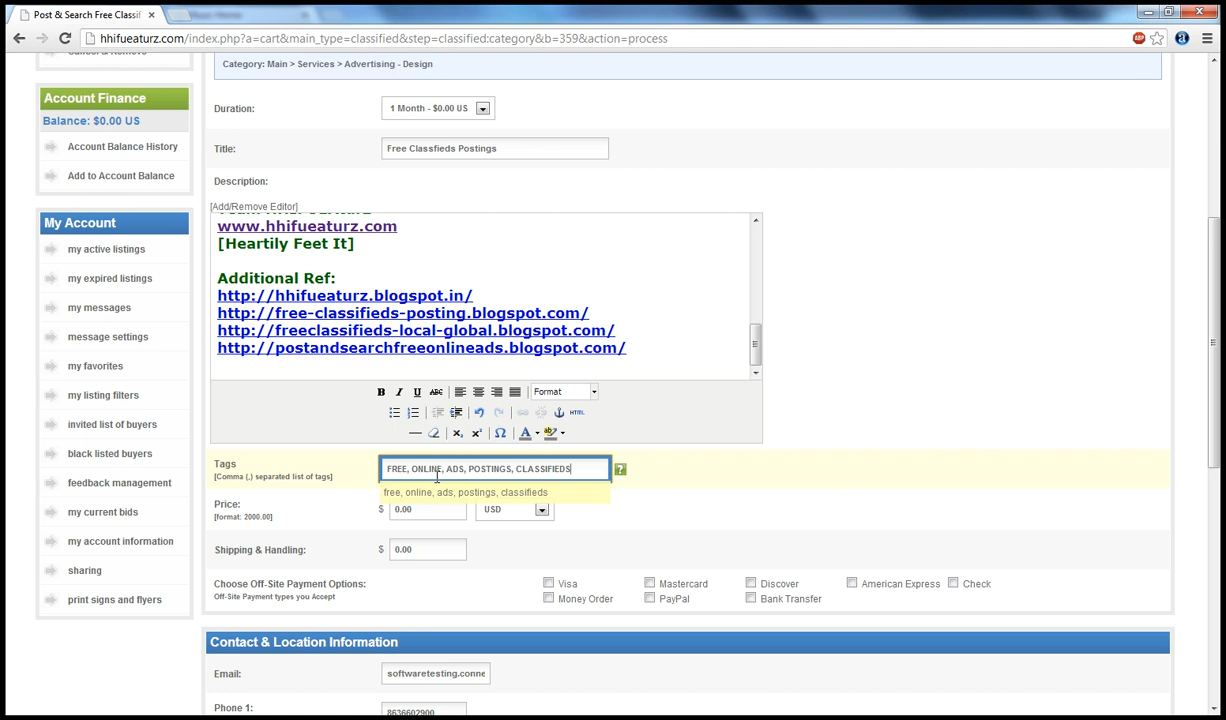 Post & Search Free Classif
hhifueaturz.com/index.php?a=cart&main_type=classified&step=classified:category&b=359&action=process
Category: Main > Services > Advertising - Design
Account Finance
Balance: $0.00 US
Account Balance History
Add to Account Balance
My Account
my active listings
my expired listings
my messages
message settings
my favorites
my listing filters
invited list of buyers
black listed buyers
feedback management
my current bids
my account information
sharing
print signs and flyers
Duration:
1 Month - $0.00 US
Title:
Free Classfieds Postings
Description:
[Add/Remove Editor]
www.hhifueaturz.com
[Heartily Feet It]
Additional Ref:
http://hhifueaturz.blogspot.in/
http://free-classifieds-posting.blogspot.com/
http://freeclassifieds-local-global.blogspot.com/
http://postandsearchfreeonlineads.blogspot.com/
B I U ABC Format
HTML
Tags
[Comma (,) separated list of tags]
FREE, ONLINE, ADS, POSTINGS, CLASSIFIEDS
?
free, online, ads, postings, classifieds
Price:
[format: 2000.00]
$ 0.00 USD
Shipping & Handling:
$ 0.00
Choose Off-Site Payment Options:
Off-Site Payment types you Accept
Visa Mastercard Discover American Express Check
Money Order PayPal Bank Transfer
Contact & Location Information
Email:
softwaretesting.conne
Phone 1:
8636602900